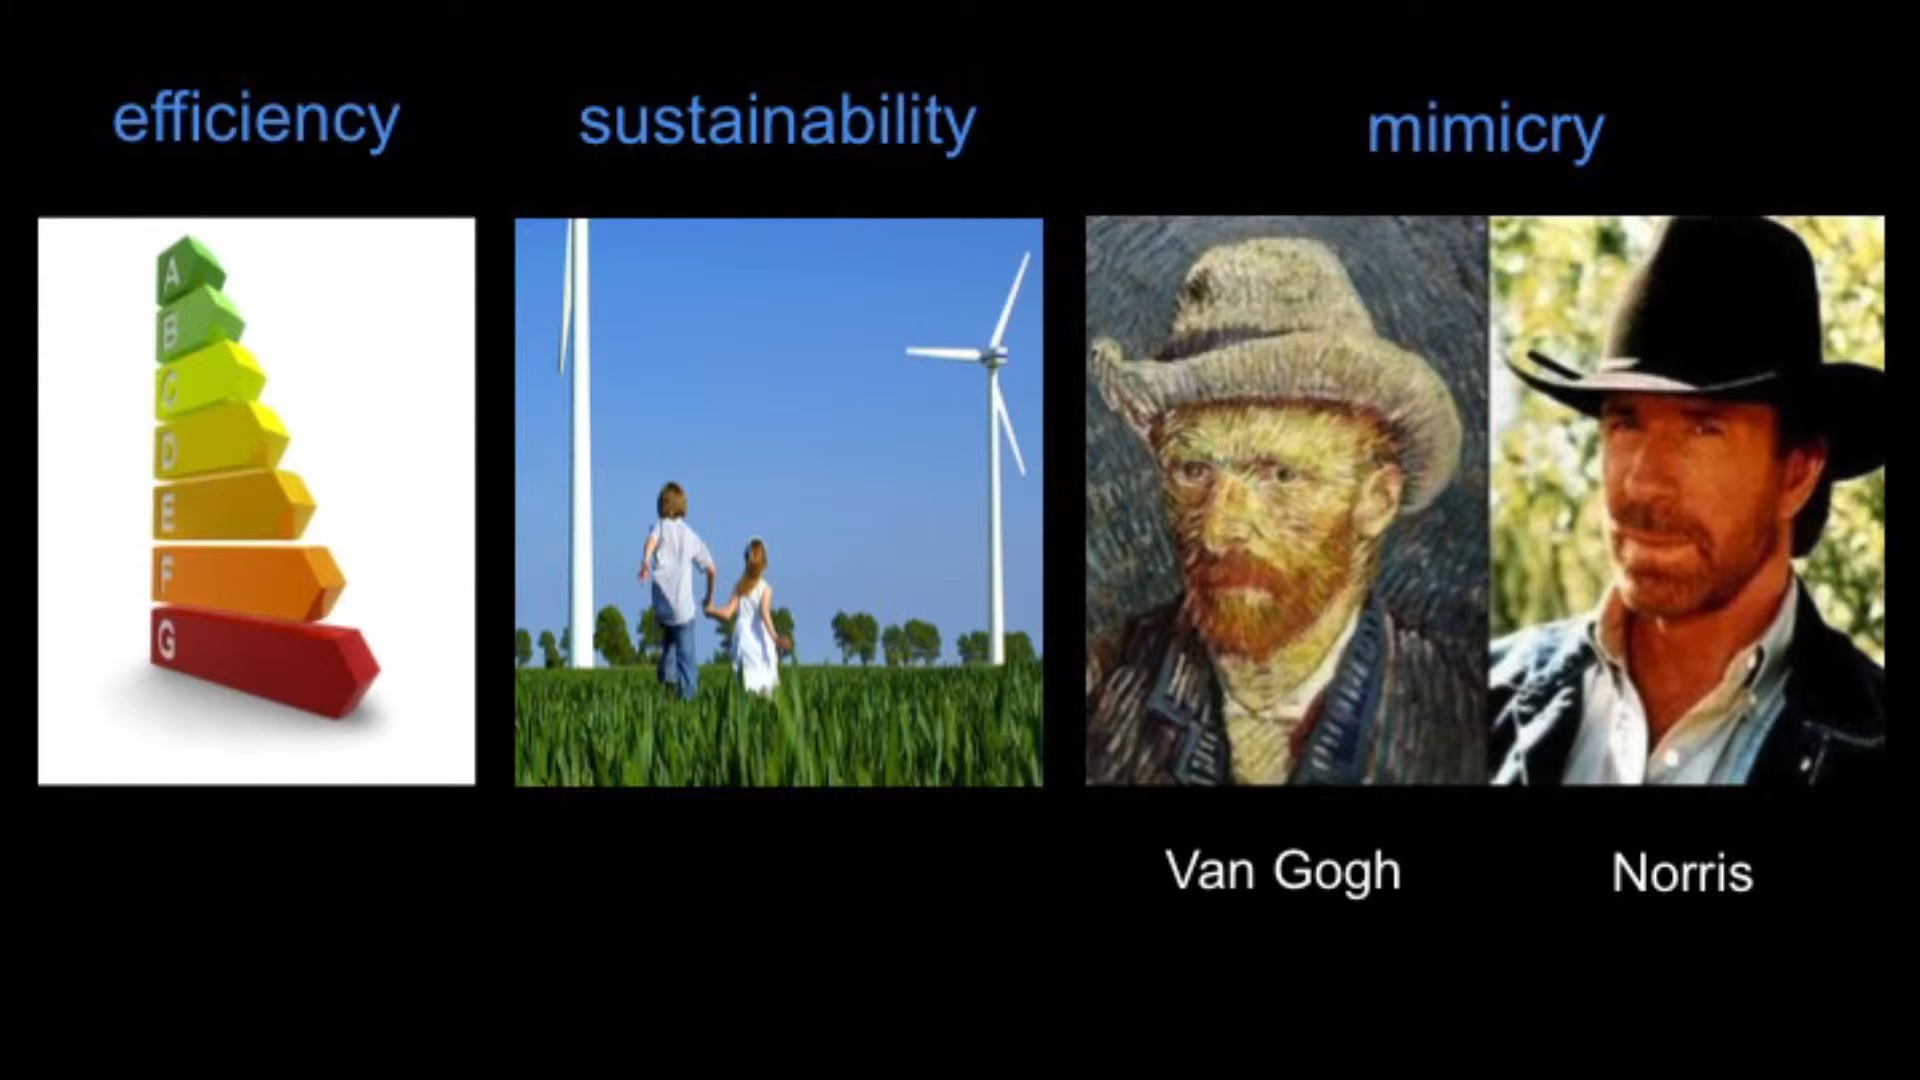 efficiency
sustainability
mimicry
A
B
C
D
E
F
G
Van Gogh
Norris